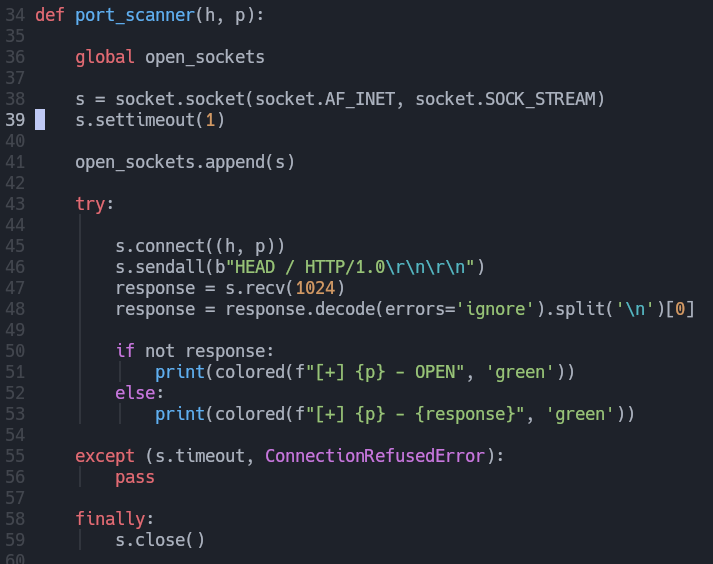 34 def port_scanner(h, p):
35
36     global open_sockets
37
38     s = socket.socket(socket.AF_INET, socket.SOCK_STREAM)
39     s.settimeout(1)
40
41     open_sockets.append(s)
42
43     try:
44
45         s.connect((h, p))
46         s.sendall(b"HEAD / HTTP/1.0\r\n\r\n")
47         response = s.recv(1024)
48         response = response.decode(errors='ignore').split('\n')[0]
49
50         if not response:
51             print(colored(f"[+] {p} - OPEN", 'green'))
52         else:
53             print(colored(f"[+] {p} - {response}", 'green'))
54
55     except (s.timeout, ConnectionRefusedError):
56         pass
57
58     finally:
59         s.close()
60